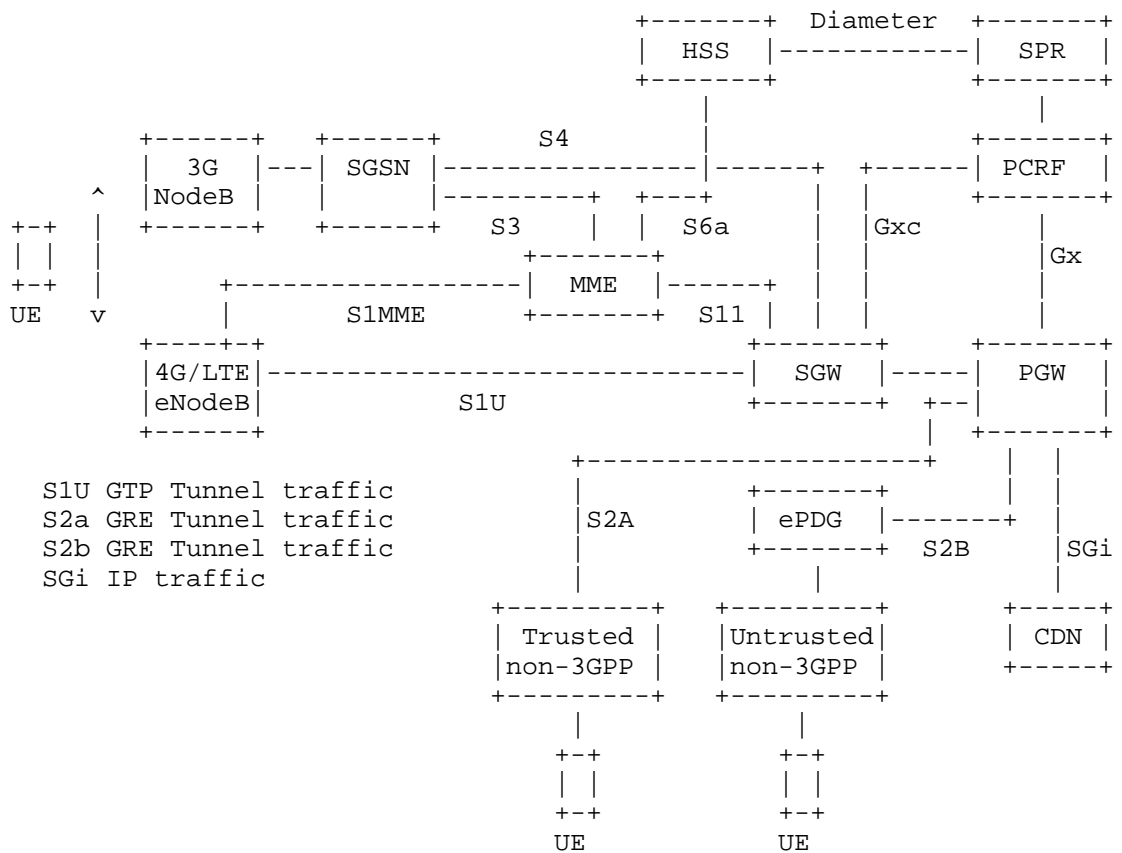 Diameter
HSS SPR
S4
3G SGSN PCRF
NodeB
S3 S6a Gxc
MME Gx
UE S1MME S11
4G/LTE SGW PGW
eNodeB S1U
S1U GTP Tunnel traffic
S2a GRE Tunnel traffic S2A ePDG
S2b GRE Tunnel traffic S2B SGi
SGi IP traffic
Trusted Untrusted CDN
non-3GPP non-3GPP
UE UE